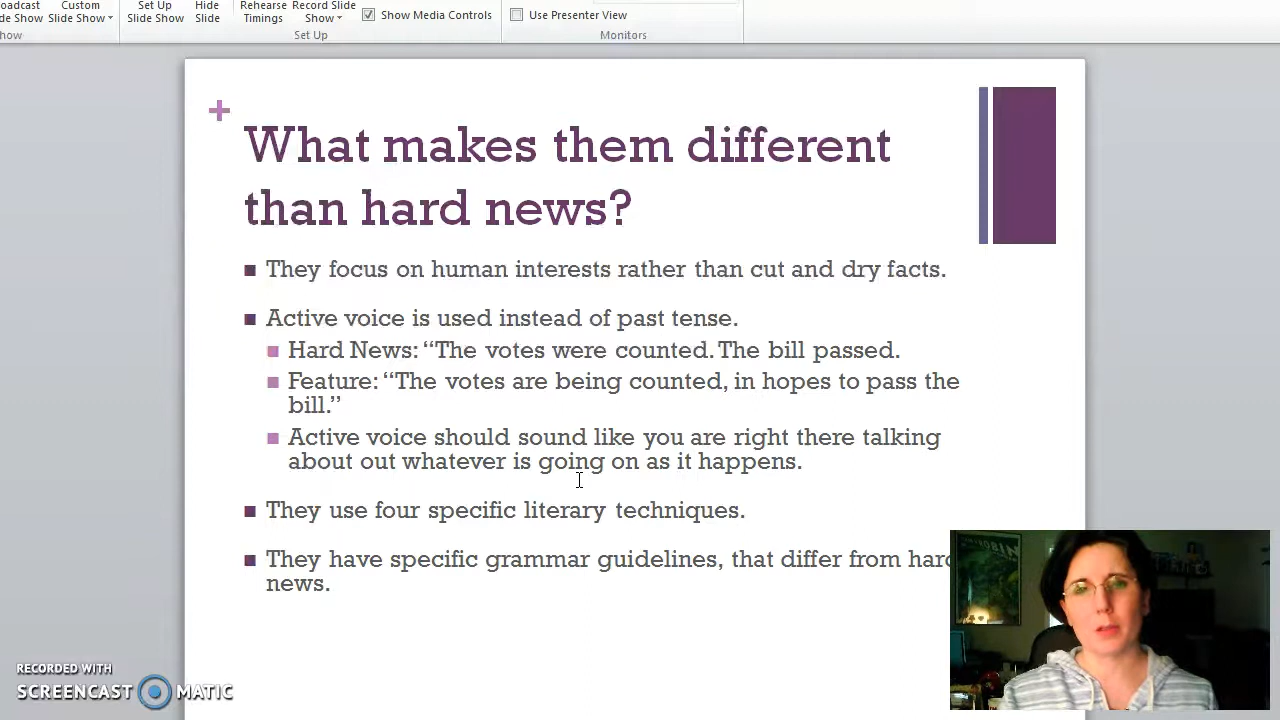 oadcast Custom Set Up Hide Rehearse Record Slide
de Show Slide Show Slide Show Slide Timings Show Show Media Controls Use Presenter View
how Set Up Monitors
+
What makes them different
than hard news?
They focus on human interests rather than cut and dry facts.
Active voice is used instead of past tense.
Hard News: “The votes were counted. The bill passed.
Feature: “The votes are being counted, in hopes to pass the
bill.”
Active voice should sound like you are right there talking
about out whatever is going on as it happens.
They use four specific literary techniques.
They have specific grammar guidelines, that differ from hard
news.
RECORDED WITH
SCREENCAST MATIC